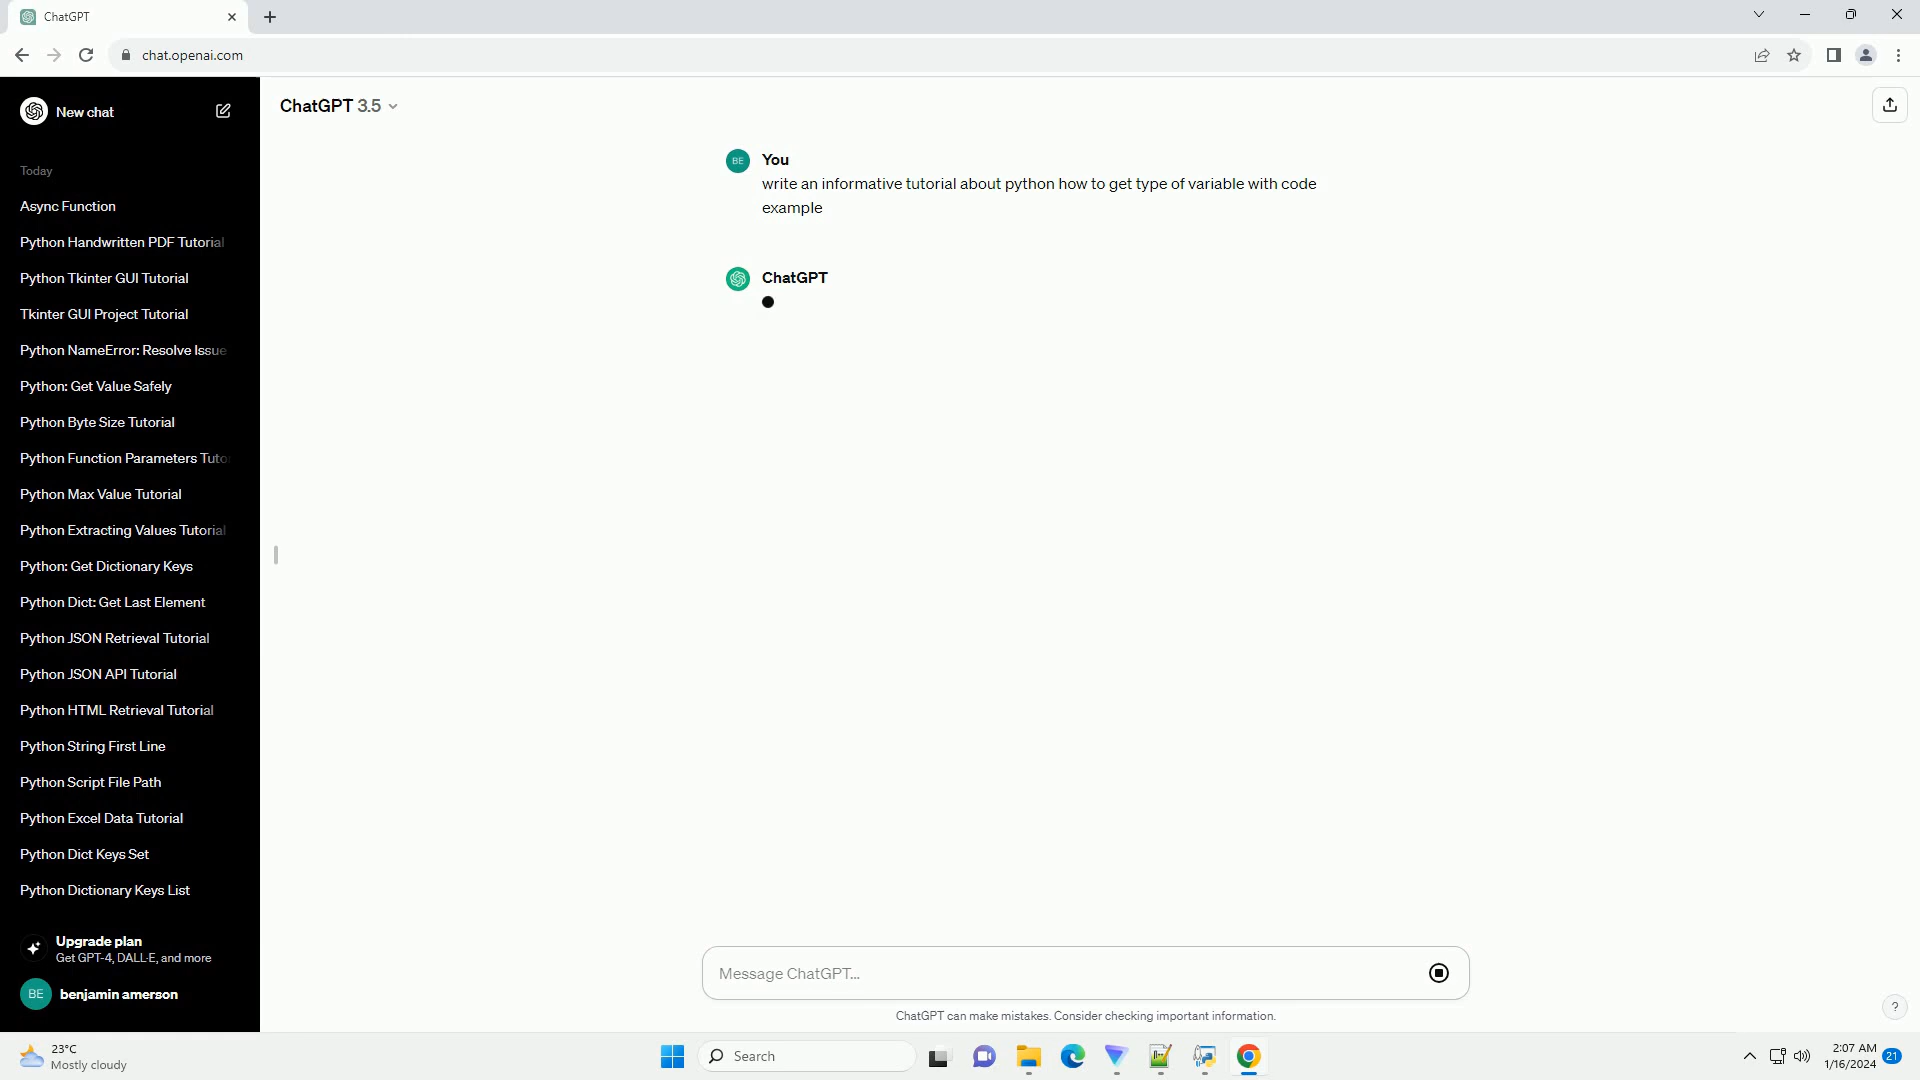 ChatGPT
chat.openai.com
New chat
Today
Async Function
Python Handwritten PDF Tutorial
Python Tkinter GUI Tutorial
Tkinter GUI Project Tutorial
Python NameError: Resolve Issue
Python: Get Value Safely
Python Byte Size Tutorial
Python Function Parameters Tuto
Python Max Value Tutorial
Python Extracting Values Tutorial
Python: Get Dictionary Keys
Python Dict: Get Last Element
Python JSON Retrieval Tutorial
Python JSON API Tutorial
Python HTML Retrieval Tutorial
Python String First Line
Python Script File Path
Python Excel Data Tutorial
Python Dict Keys Set
Python Dictionary Keys List
Upgrade plan
Get GPT-4, DALL·E, and more
BE benjamin amerson
ChatGPT 3.5
BE You
write an informative tutorial about python how to get type of variable with code
example
ChatGPT
Message ChatGPT...
ChatGPT can make mistakes. Consider checking important information.
?
23°C
Mostly cloudy
Search
2:07 AM
1/16/2024
21